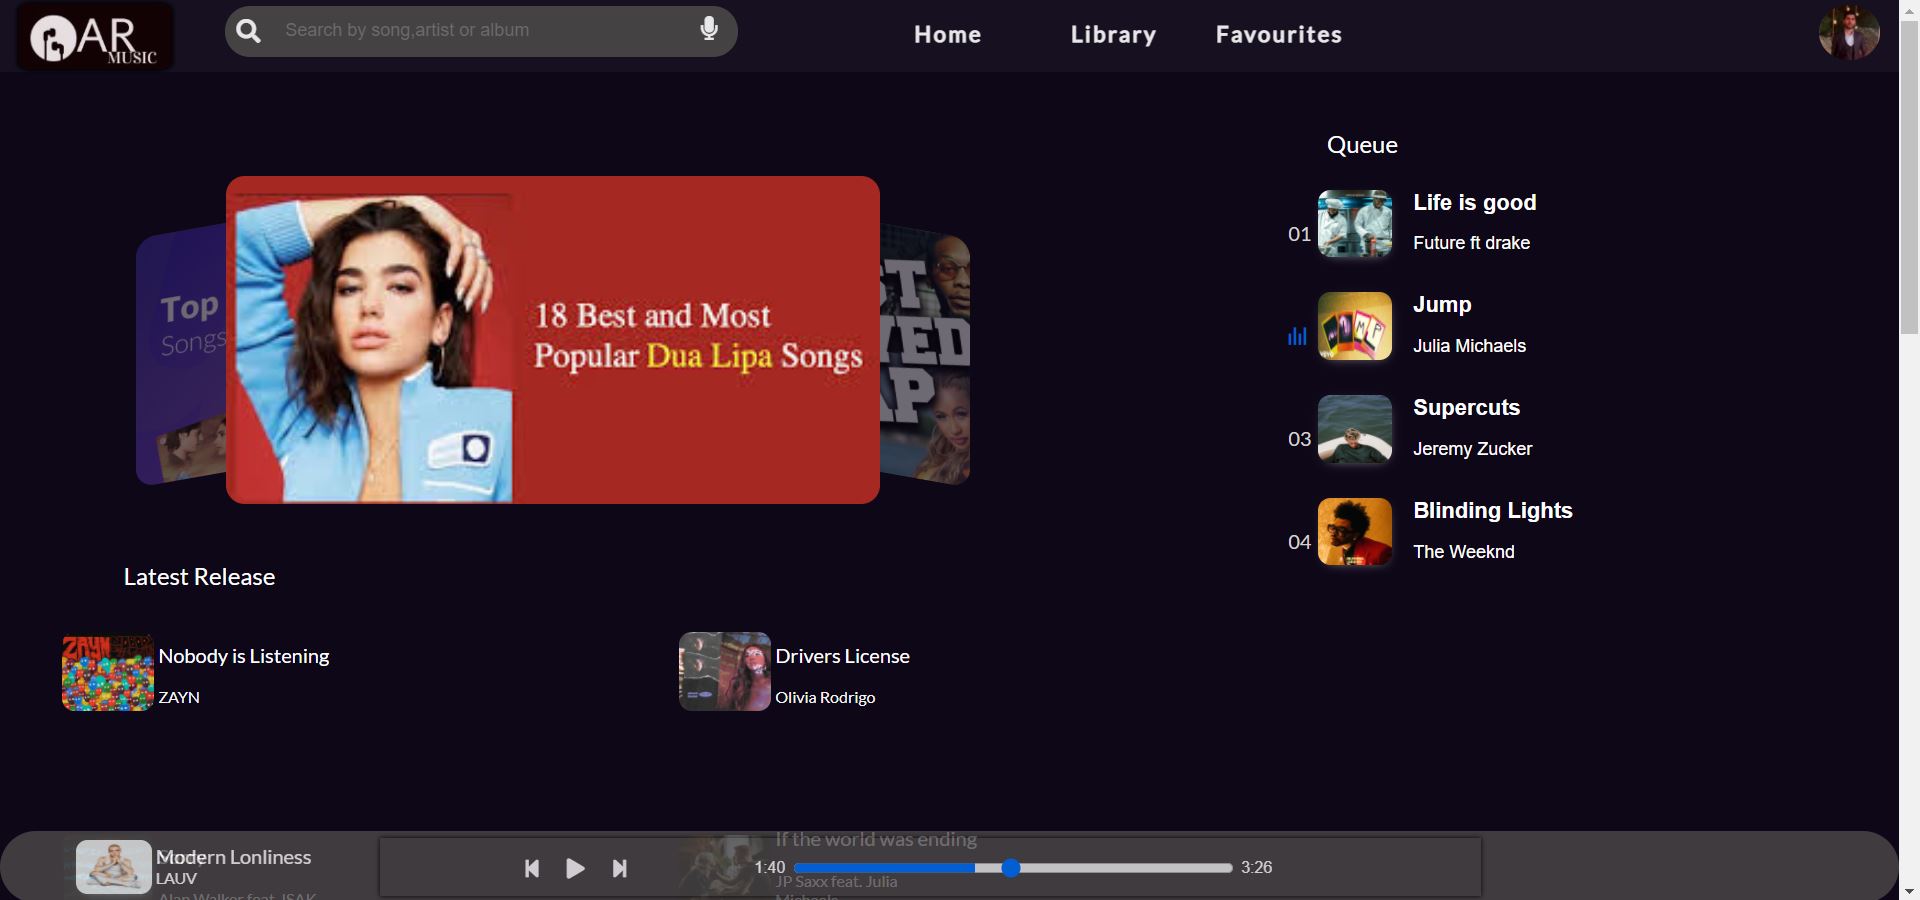 AR
MUSIC
Search by song,artist or album
Home
Library
Favourites
Queue
01
Life is good
Future ft drake
Jump
Julia Michaels
03
Supercuts
Jeremy Zucker
04
Blinding Lights
The Weeknd
Top
Songs
18 Best and Most
Popular Dua Lipa Songs
Latest Release
ZAYN
Nobody is Listening
ZAYN
Drivers License
Olivia Rodrigo
Modern Lonliness
LAUV
Alan Walker feat. ISAK
1:40
3:26
If the world was ending
JP Saxx feat. Julia
Michaels